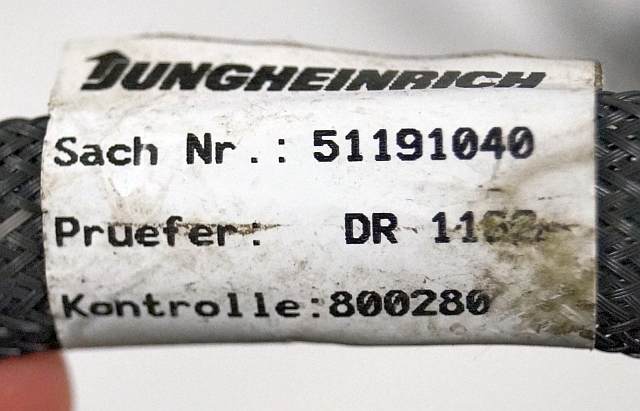 JUNGHEINRICH
Sach Nr.: 51191040
Pruefer: DR
Kontrolle:800280